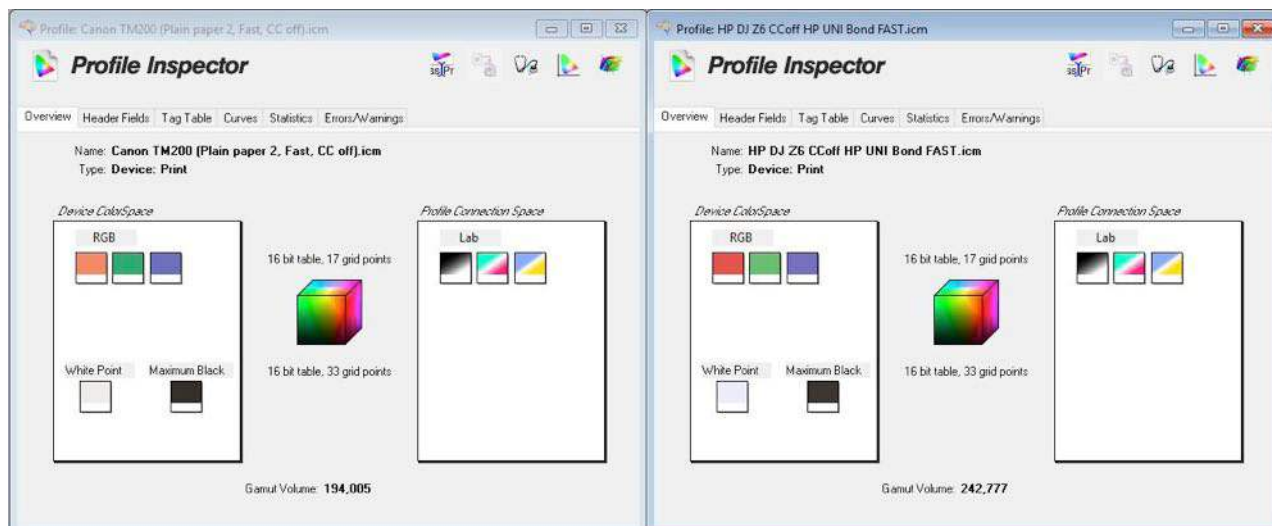 Profile: Canon TM200 (Plain paper 2, Fast, CC off).icm
Profile Inspector
Overview Header Fields Tag Table Curves Statistics Errors/Warnings
Name: Canon TM200 (Plain paper 2, Fast, CC off).icm
Type: Device: Print
Device ColorSpace
Profile Connection Space
RGB
Lab
16 bit table, 17 grid points
White Point
Maximum Black
16 bit table, 33 grid points
Gamut Volume: 194,005
Profile: HP DJ Z6 CCoff HP UNI Bond FAST.icm
Profile Inspector
Overview Header Fields Tag Table Curves Statistics Errors/Warnings
Name: HP DJ Z6 CCoff HP UNI Bond FAST.icm
Type: Device: Print
Device ColorSpace
Profile Connection Space
RGB
Lab
16 bit table, 17 grid points
White Point
Maximum Black
16 bit table, 33 grid points
Gamut Volume: 242,777